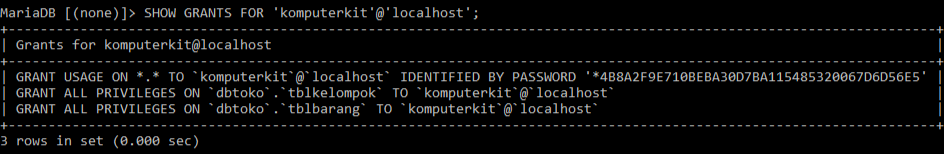 MariaDB [(none)]> SHOW GRANTS FOR 'komputerkit'@'localhost';
+---------------------------------------------------------------------------------------------------------------------+
| Grants for komputerkit@localhost |
+---------------------------------------------------------------------------------------------------------------------+
| GRANT USAGE ON *.* TO `komputerkit`@`localhost` IDENTIFIED BY PASSWORD '*4B8A2F9E710BEBA30D7BA115485320067D6D56E5' |
| GRANT ALL PRIVILEGES ON `dbtoko`.`tblkelompok` TO `komputerkit`@`localhost` |
| GRANT ALL PRIVILEGES ON `dbtoko`.`tblbarang` TO `komputerkit`@`localhost` |
+---------------------------------------------------------------------------------------------------------------------+
3 rows in set (0.000 sec)